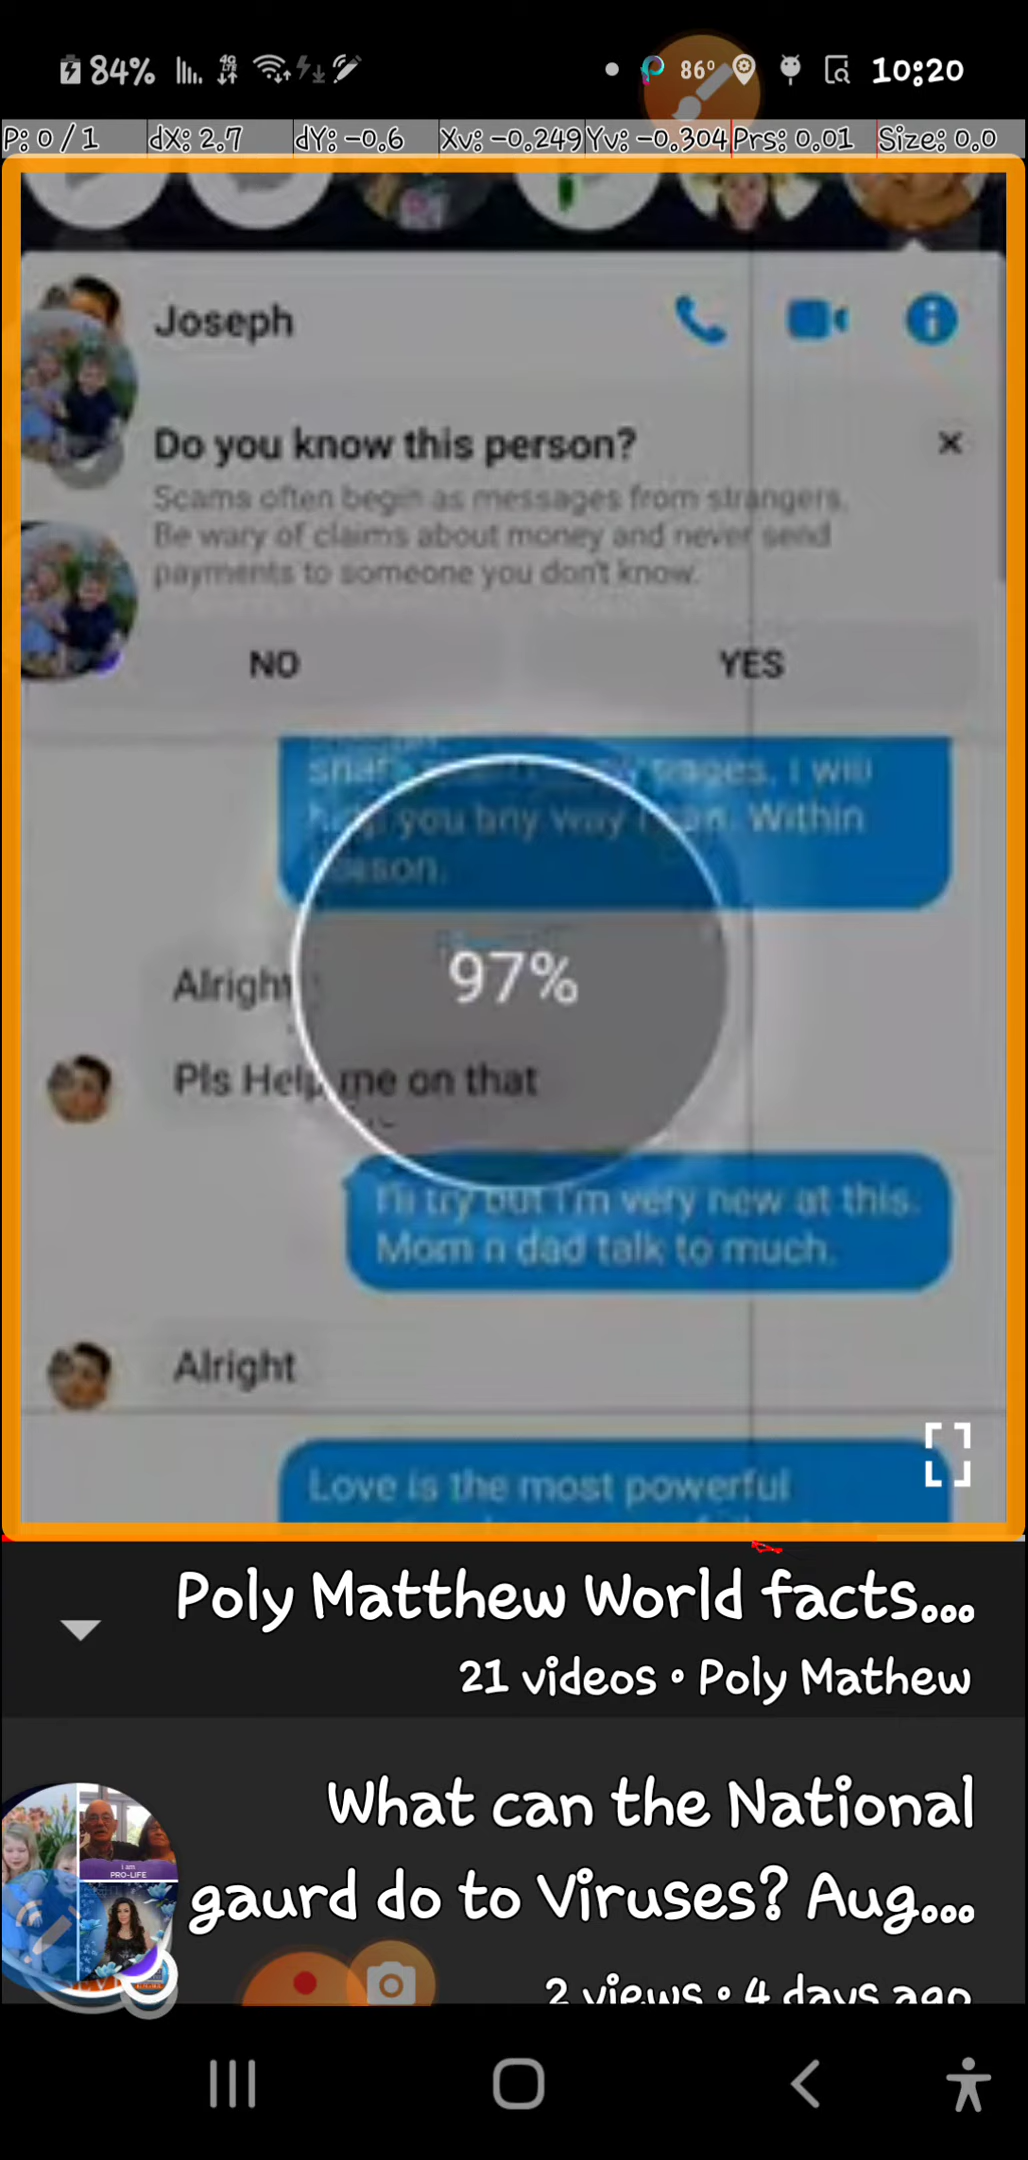 84%
86°
10:20
P: 0 / 1 dX: 2.7 dY: -0.6 Xv: -0.249 Yv: -0.304 Prs: 0.01 Size: 0.0
Joseph
Do you know this person?
Scams often begin as messages from strangers.
Be wary of claims about money and never send
payments to someone you don't know.
NO YES
I will
you any way I can. Within
Alright
97%
Pls Help me on that
I'll try but I'm very new at this.
Mom n dad talk to much.
Alright
Love is the most powerful
Poly Matthew World facts...
21 videos • Poly Mathew
What can the National
gaurd do to Viruses? Aug...
i am
PRO-LIFE
2 views • 4 days ago